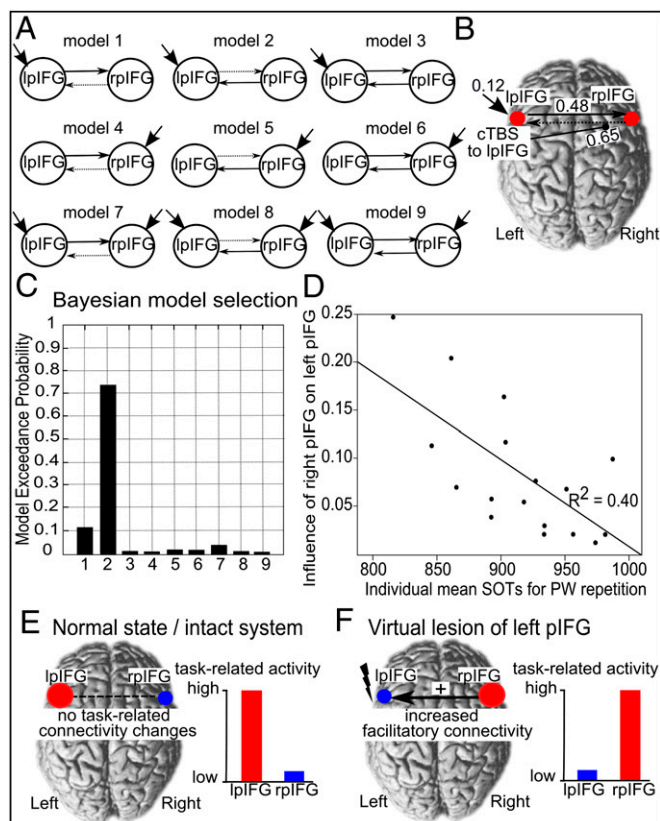 A
model 1
model 2
model 3
lpIFG rpIFG
lpIFG rpIFG
lpIFG rpIFG
model 4
model 5
model 6
lpIFG rpIFG
lpIFG rpIFG
lpIFG rpIFG
model 7
model 8
model 9
lpIFG rpIFG
lpIFG rpIFG
lpIFG rpIFG
B
0.12
lpIFG rpIFG
0.48
cTBS
to lpIFG
0.65
Left Right
C
Bayesian model selection
Model Exceedance Probability
1
0.9
0.8
0.7
0.6
0.5
0.4
0.3
0.2
0.1
0
1 2 3 4 5 6 7 8 9
D
Influence of right pIFG on left pIFG
0.25
0.20
0.15
0.10
0.05
R2 = 0.40
800 850 900 950 1000
Individual mean SOTs for PW repetition
E Normal state / intact system
lpIFG rpIFG
no task-related
connectivity changes
Left Right
task-related activity
high
low
lpIFG rpIFG
F Virtual lesion of left pIFG
lpIFG rpIFG
+
increased
facilitatory connectivity
Left Right
task-related activity
high
low
lpIFG rpIFG